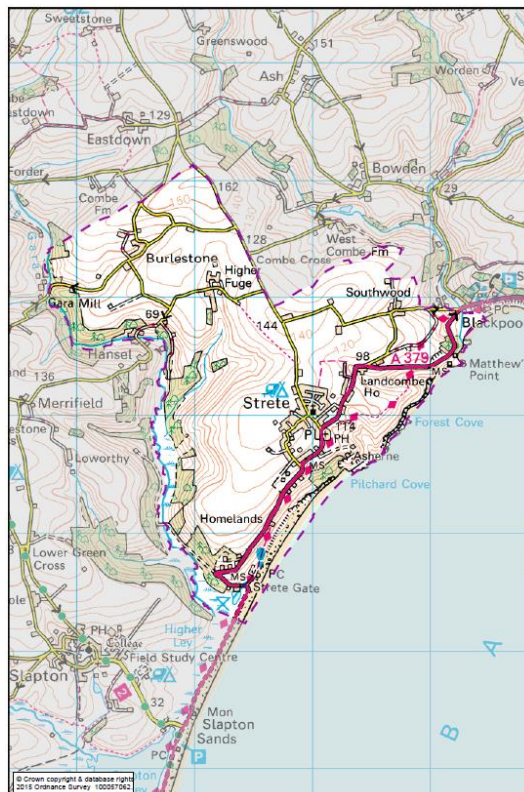 Sweetstone
Greenswood
151
Worden
Ash
129
Eastdown
Forder
Bowden
Combe
Fm
162
150
29
West
Combe Fm
128
Combe Cross
Burlestone
Higher
Fuge
Southwood
Gara Mill
PC
Blackpool
69
144
140
120
Hansel
98
A 379
Matthew's
Point
136
Landcombe
Ho
MS
Merrifield
Strete
Forest Cove
114
PH
Loworthy
MS
Asherne
Pilchard Cove
Homelands
Lower Green
Cross
MS
PC
Strete Gate
PH
College
Higher
Ley
Slapton
Field Study Centre
2
32
Mon
Slapton
Sands
A
B
PC
P
© Crown copyright & database rights
2015 Ordnance Survey 100057062